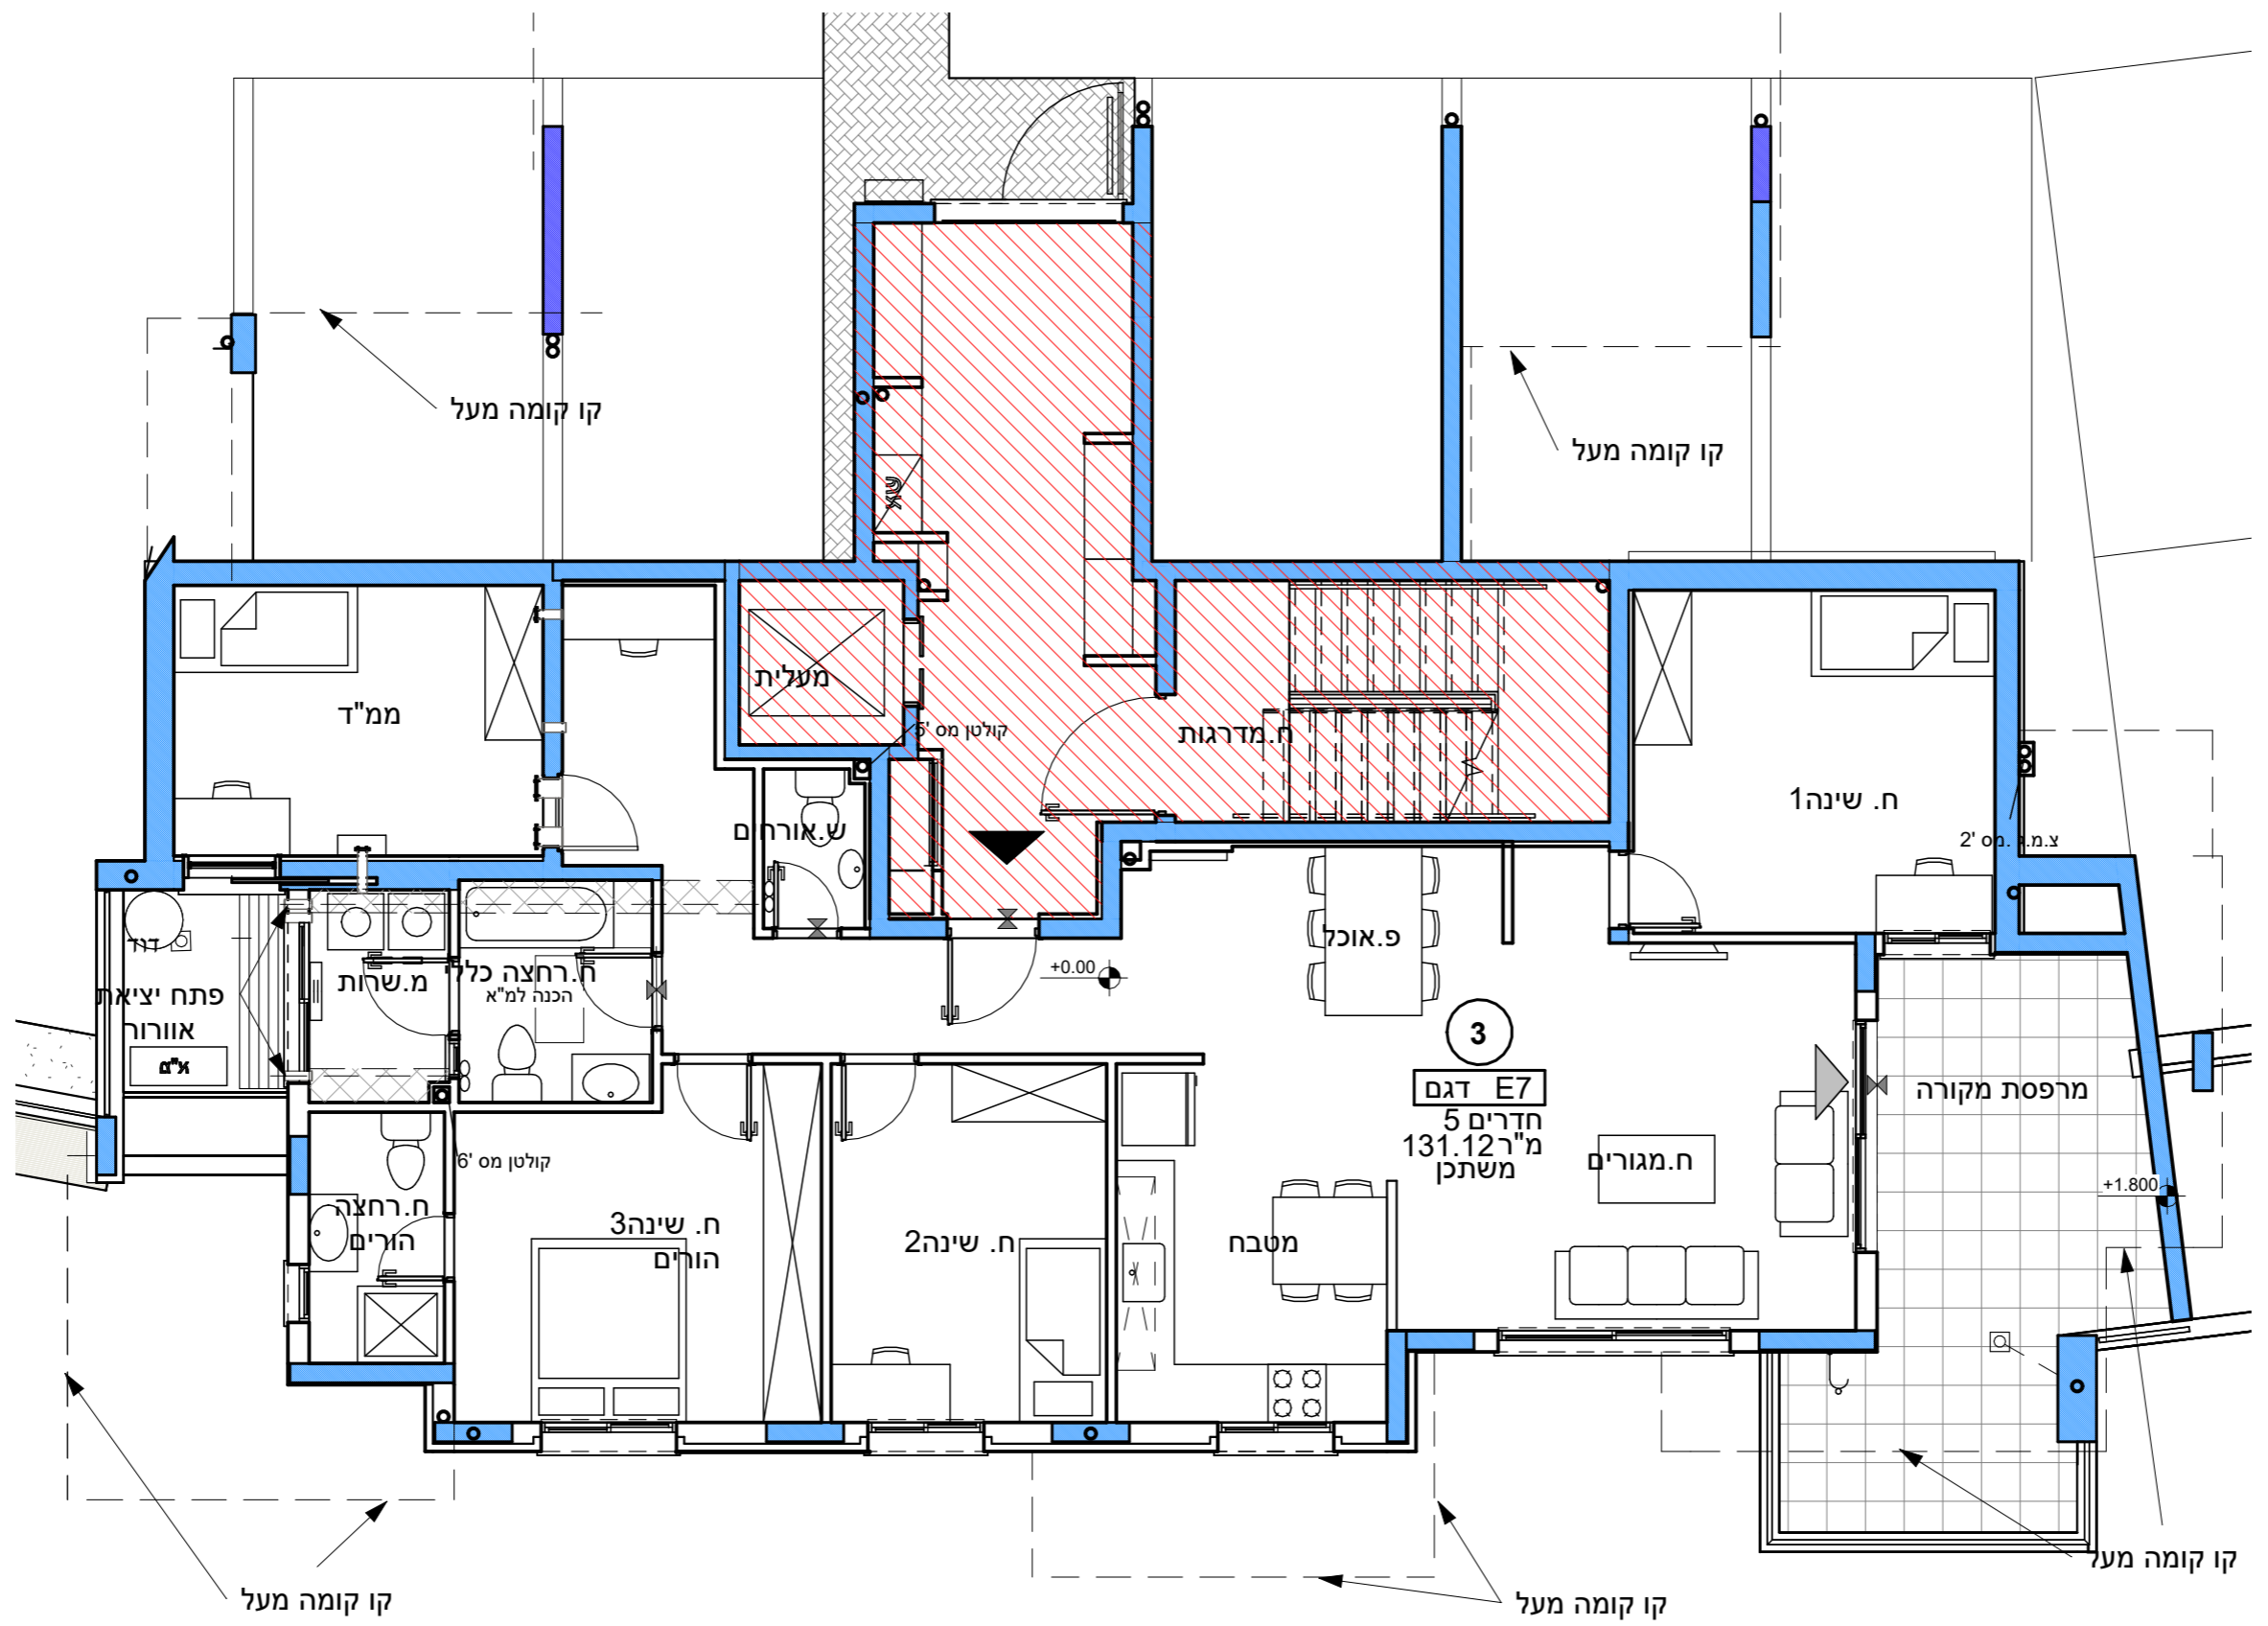 קו קומה מעל
קו קומה מעל
שא
מעלית
ממ"ד
קולטן מס '5
ח.מדרגות
ח. שינה1
צ.מ.ג .מס '2
ש.אורחים
פ.אוכל
דוד
ח.רחצה כללי
הכנה למ"א
מ.שרות
+0.00
פתח יציאת
אוורור
א"מ
3
דגם E7
5 חדרים
131.12 מ"ר
משתכן
מרפסת מקורה
ח.מגורים
קולטן מס '6
+1.800
ח.רחצה
הורים
ח. שינה3
הורים
ח. שינה2
מטבח
קו קומה מעל
קו קומה מעל
קו קומה מעל